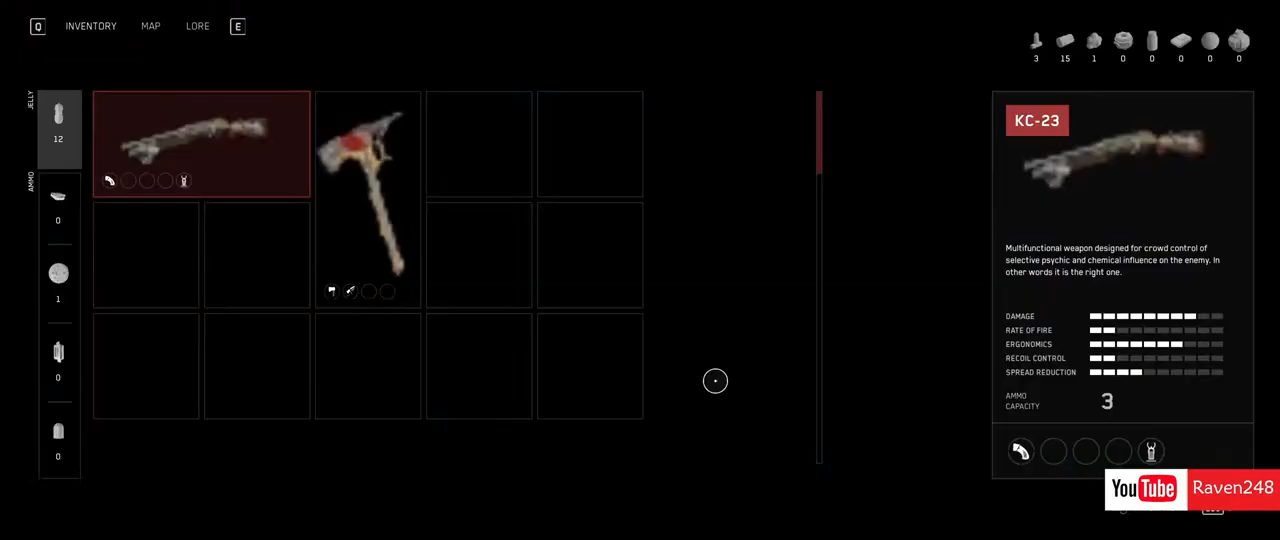 Q INVENTORY MAP LORE E
3 15 1 0 0 0 0 0
JELLY
12
AMMO
0
1
0
0
KC-23
Multifunctional weapon designed for crowd control of
selective psychic and chemical influence on the enemy. In
other words it is the right one.
DAMAGE
RATE OF FIRE
ERGONOMICS
RECOIL CONTROL
SPREAD REDUCTION
AMMO
CAPACITY
3
YouTube Raven248